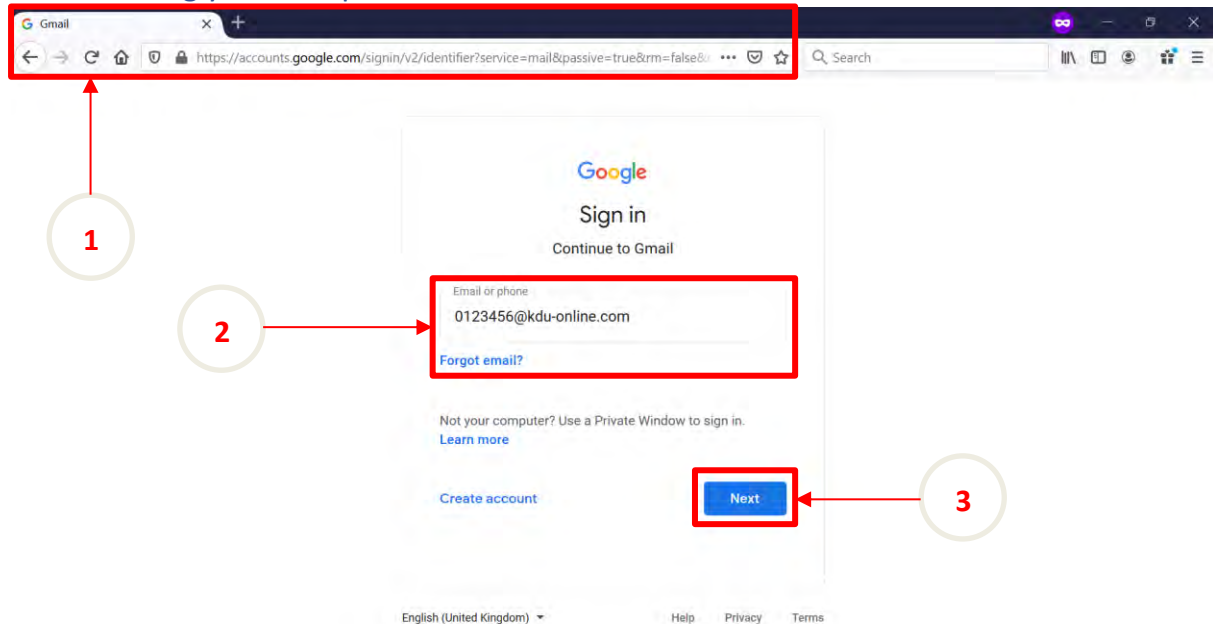 Gmail
https://accounts.google.com/signin/v2/identifier?service=mail&passive=true&rm=false&
Search
Google
Sign in
Continue to Gmail
1
Email or phone
0123456@kdu-online.com
2
Forgot email?
Not your computer? Use a Private Window to sign in.
Learn more
Create account
Next
3
English (United Kingdom)
Help Privacy Terms